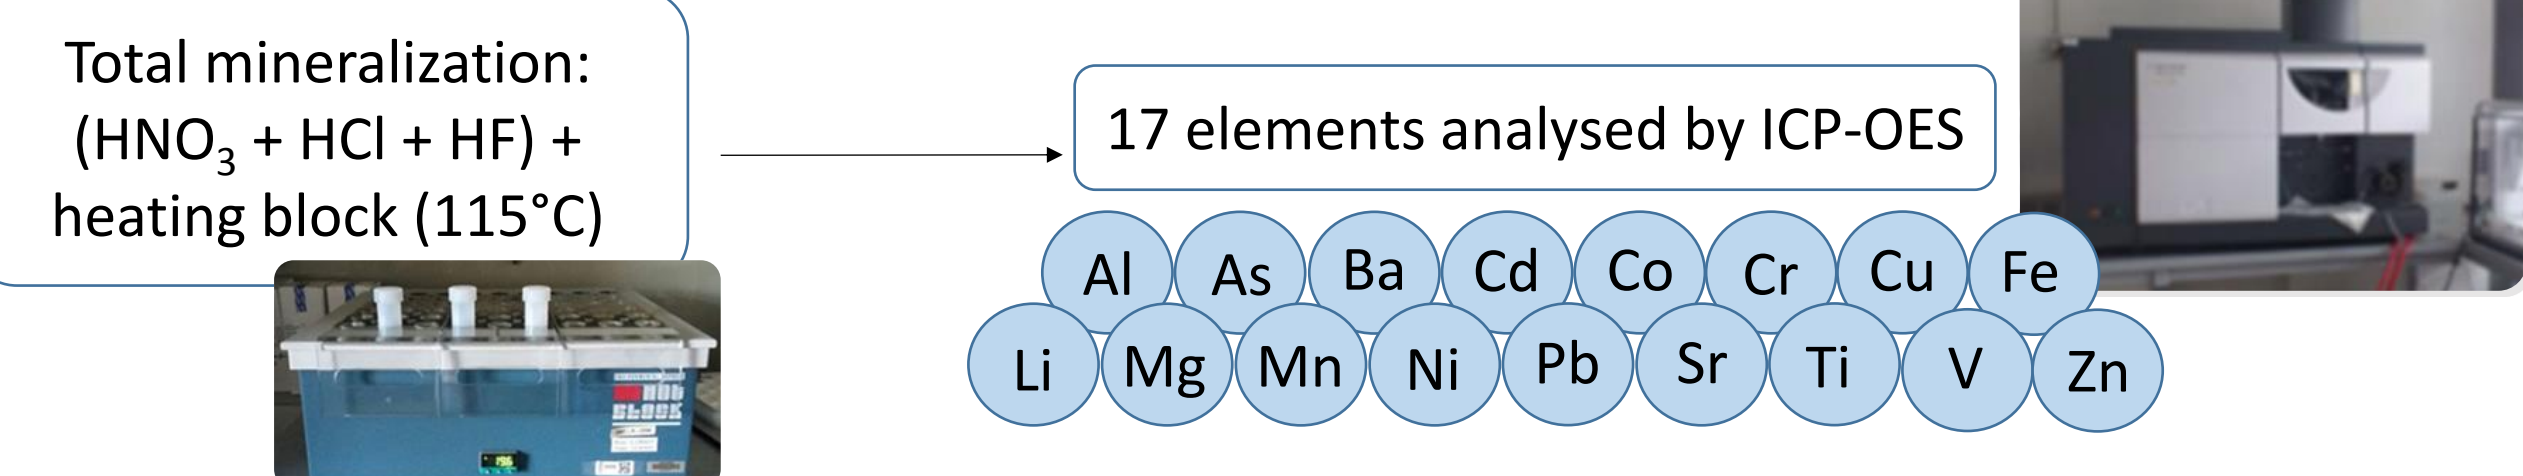 Total mineralization:
(HNO₃ + HCl + HF) +
heating block (115°C)
17 elements analysed by ICP-OES
Al As Ba Cd Co Cr Cu Fe
Li Mg Mn Ni Pb Sr Ti V Zn